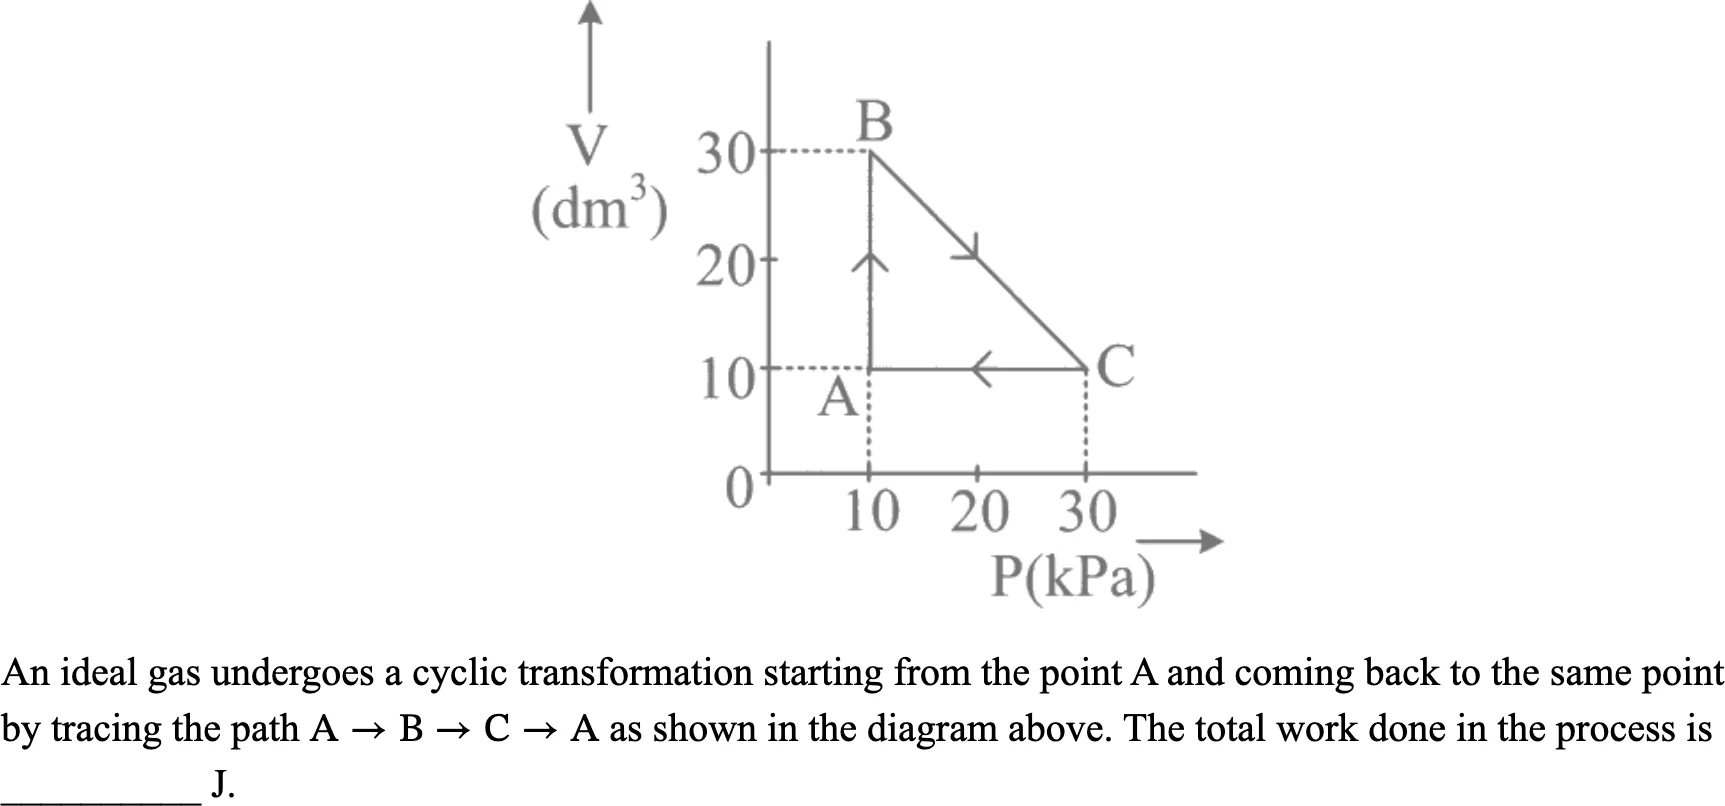 V
(dm³)
B
30
20
10
A
C
0
10 20 30
P(kPa)
An ideal gas undergoes a cyclic transformation starting from the point A and coming back to the same point
by tracing the path A → B → C → A as shown in the diagram above. The total work done in the process is
__________ J.